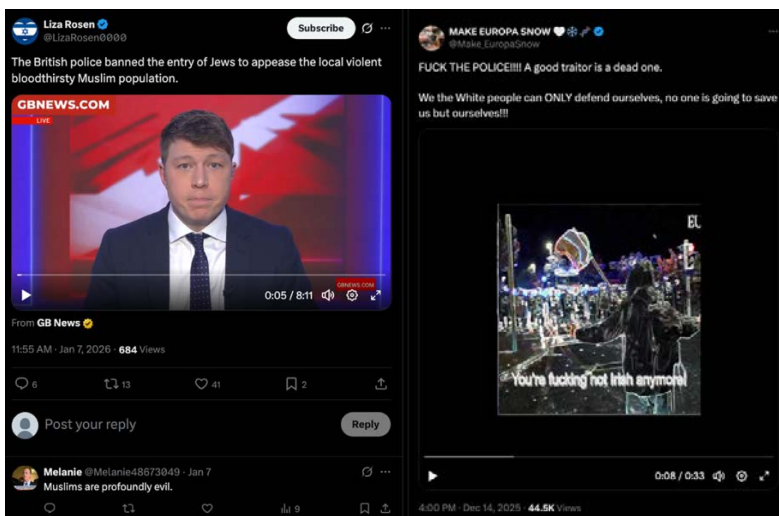 Liza Rosen
@LizaRosen0000
Subscribe
The British police banned the entry of Jews to appease the local violent
bloodthirsty Muslim population.
GBNEWS.COM
LIVE
GBNEWS.COM
0:05 / 8:11
From GB News
11:55 AM · Jan 7, 2026 · 684 Views
6 13 41 2
Post your reply
Reply
Melanie @Melanie48673049 · Jan 7
Muslims are profoundly evil.
9
MAKE EUROPA SNOW
@Make_EuropaSnow
FUCK THE POLICE!!!! A good traitor is a dead one.
We the White people can ONLY defend ourselves, no one is going to save
us but ourselves!!!
EU
You're fucking not Irish anymore!
0:08 / 0:33
4:00 PM · Dec 14, 2025 · 44.5K Views